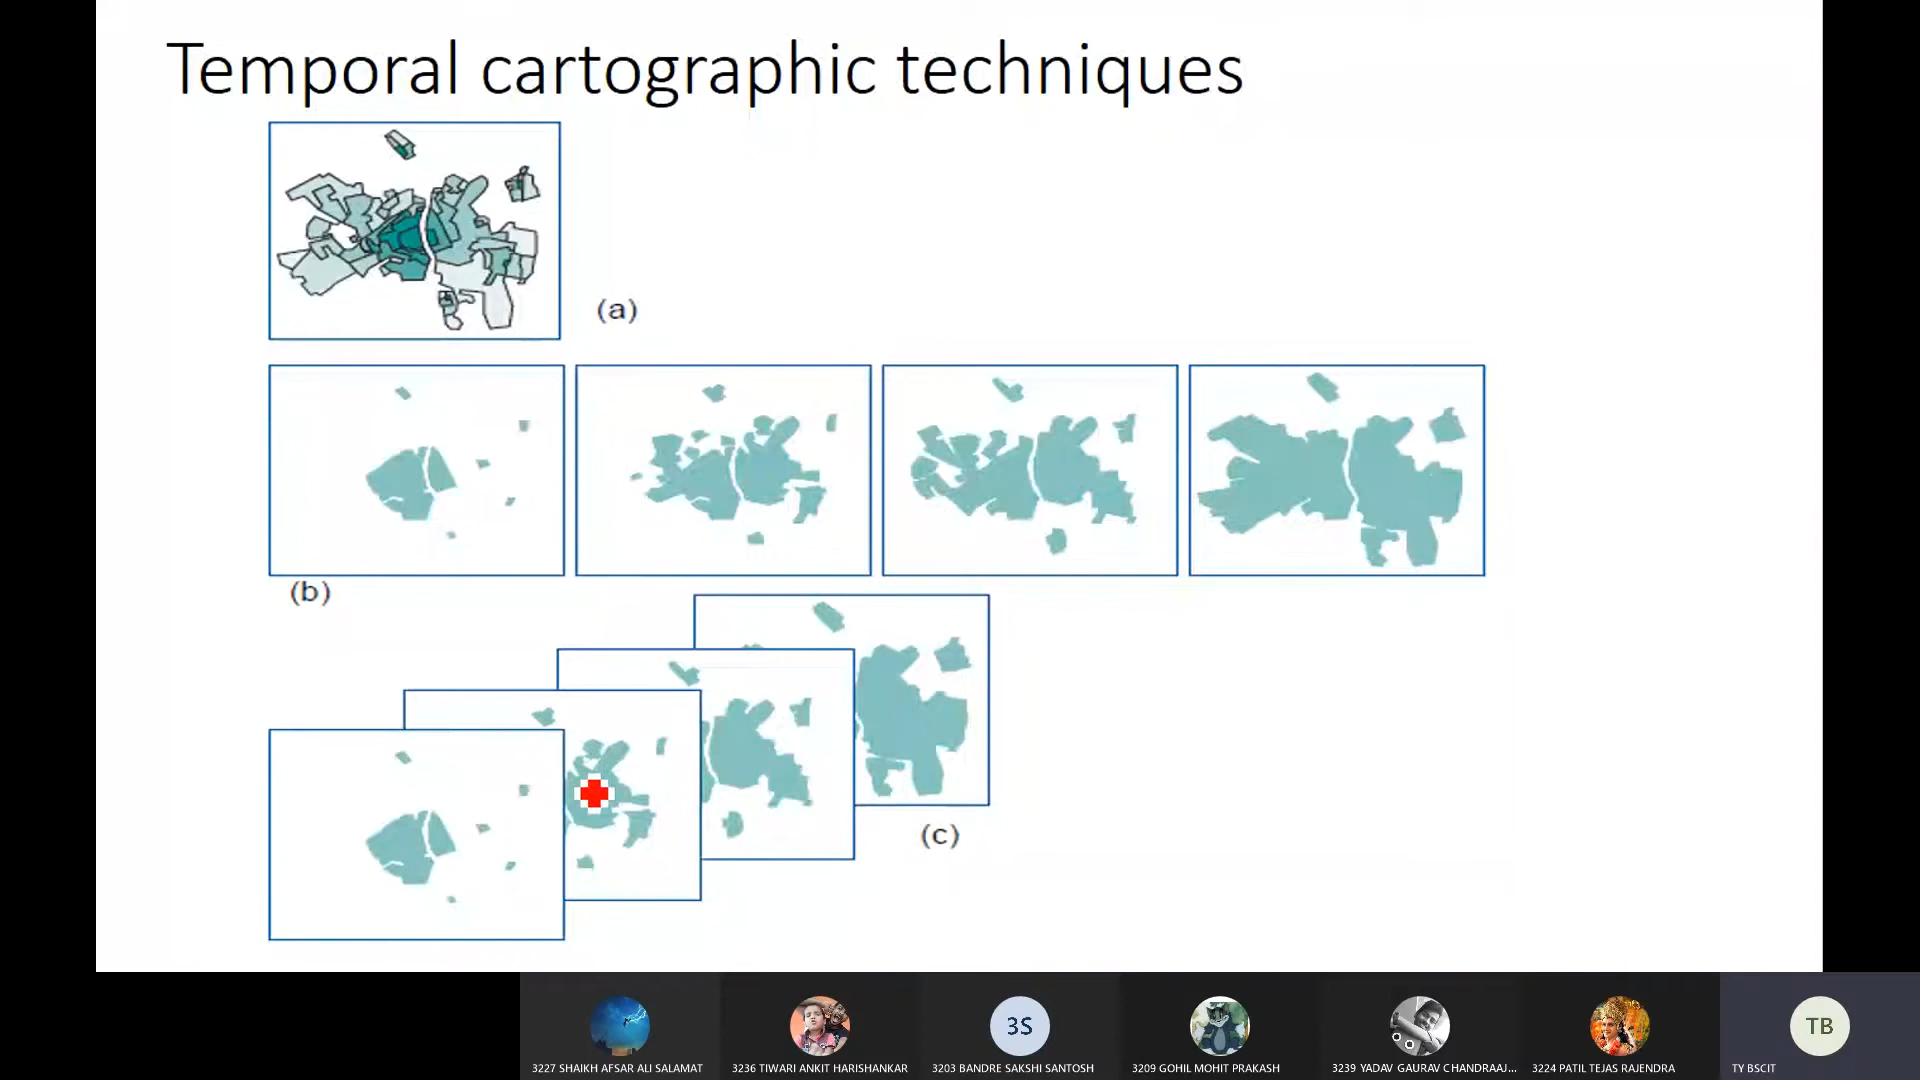 Temporal cartographic techniques
(a)
(b)
(c)
3S
TB
3227 SHAIKH AFSAR ALI SALAMAT
3236 TIWARI ANKIT HARISHANKAR
3203 BANDRE SAKSHI SANTOSH
3209 GOHIL MOHIT PRAKASH
3239 YADAV GAURAV CHANDRAAJ...
3224 PATIL TEJAS RAJENDRA
TY BSCIT